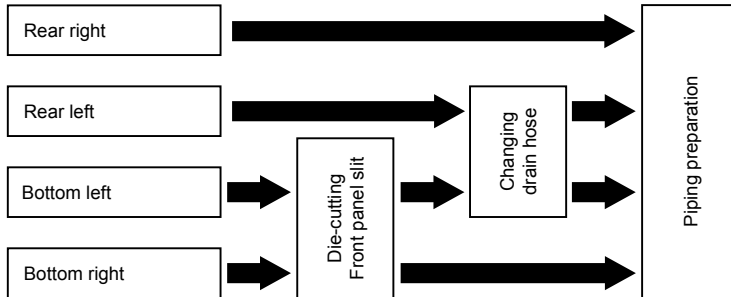 Rear right
Rear left
Bottom left
Bottom right
Die-cutting
Front panel slit
Changing
drain hose
Piping preparation